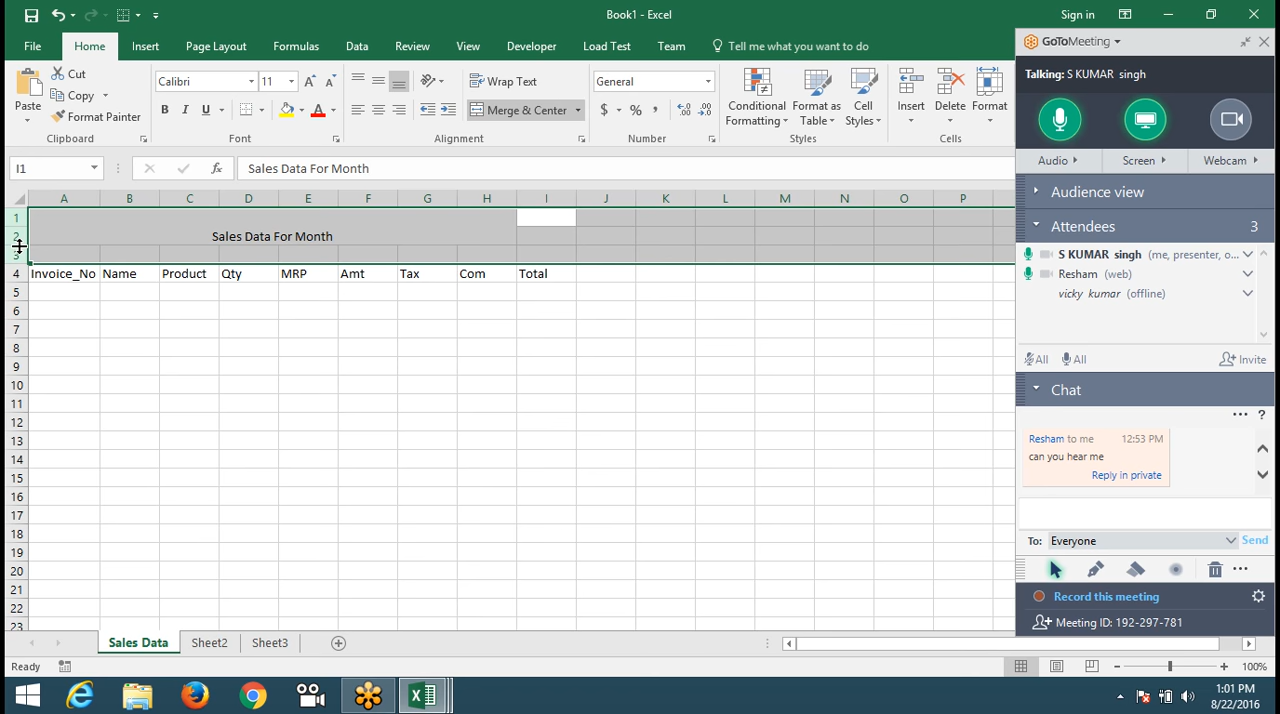 Book1 - Excel
Sign in
File Home Insert Page Layout Formulas Data Review View Developer Load Test Team Tell me what you want to do
Paste
Cut
Copy
Format Painter
Clipboard
Calibri 11
B I U
Font
Wrap Text
Merge & Center
Alignment
General
$ % ,
Number
Conditional Formatting
Format as Table
Cell Styles
Styles
Insert Delete Format
Cells
I1 fx Sales Data For Month
A B C D E F G H I J K L M N O P
1
2 Sales Data For Month
3
4 Invoice_No Name Product Qty MRP Amt Tax Com Total
5
6
7
8
9
10
11
12
13
14
15
16
17
18
19
20
21
22
23
Sales Data Sheet2 Sheet3
Ready
100%
GoToMeeting
Talking: S KUMAR singh
Audio Screen Webcam
Audience view
Attendees 3
S KUMAR singh (me, presenter, o...
Resham (web)
vicky kumar (offline)
All All Invite
Chat
Resham to me 12:53 PM
can you hear me
Reply in private
To: Everyone Send
Record this meeting
Meeting ID: 192-297-781
1:01 PM
8/22/2016